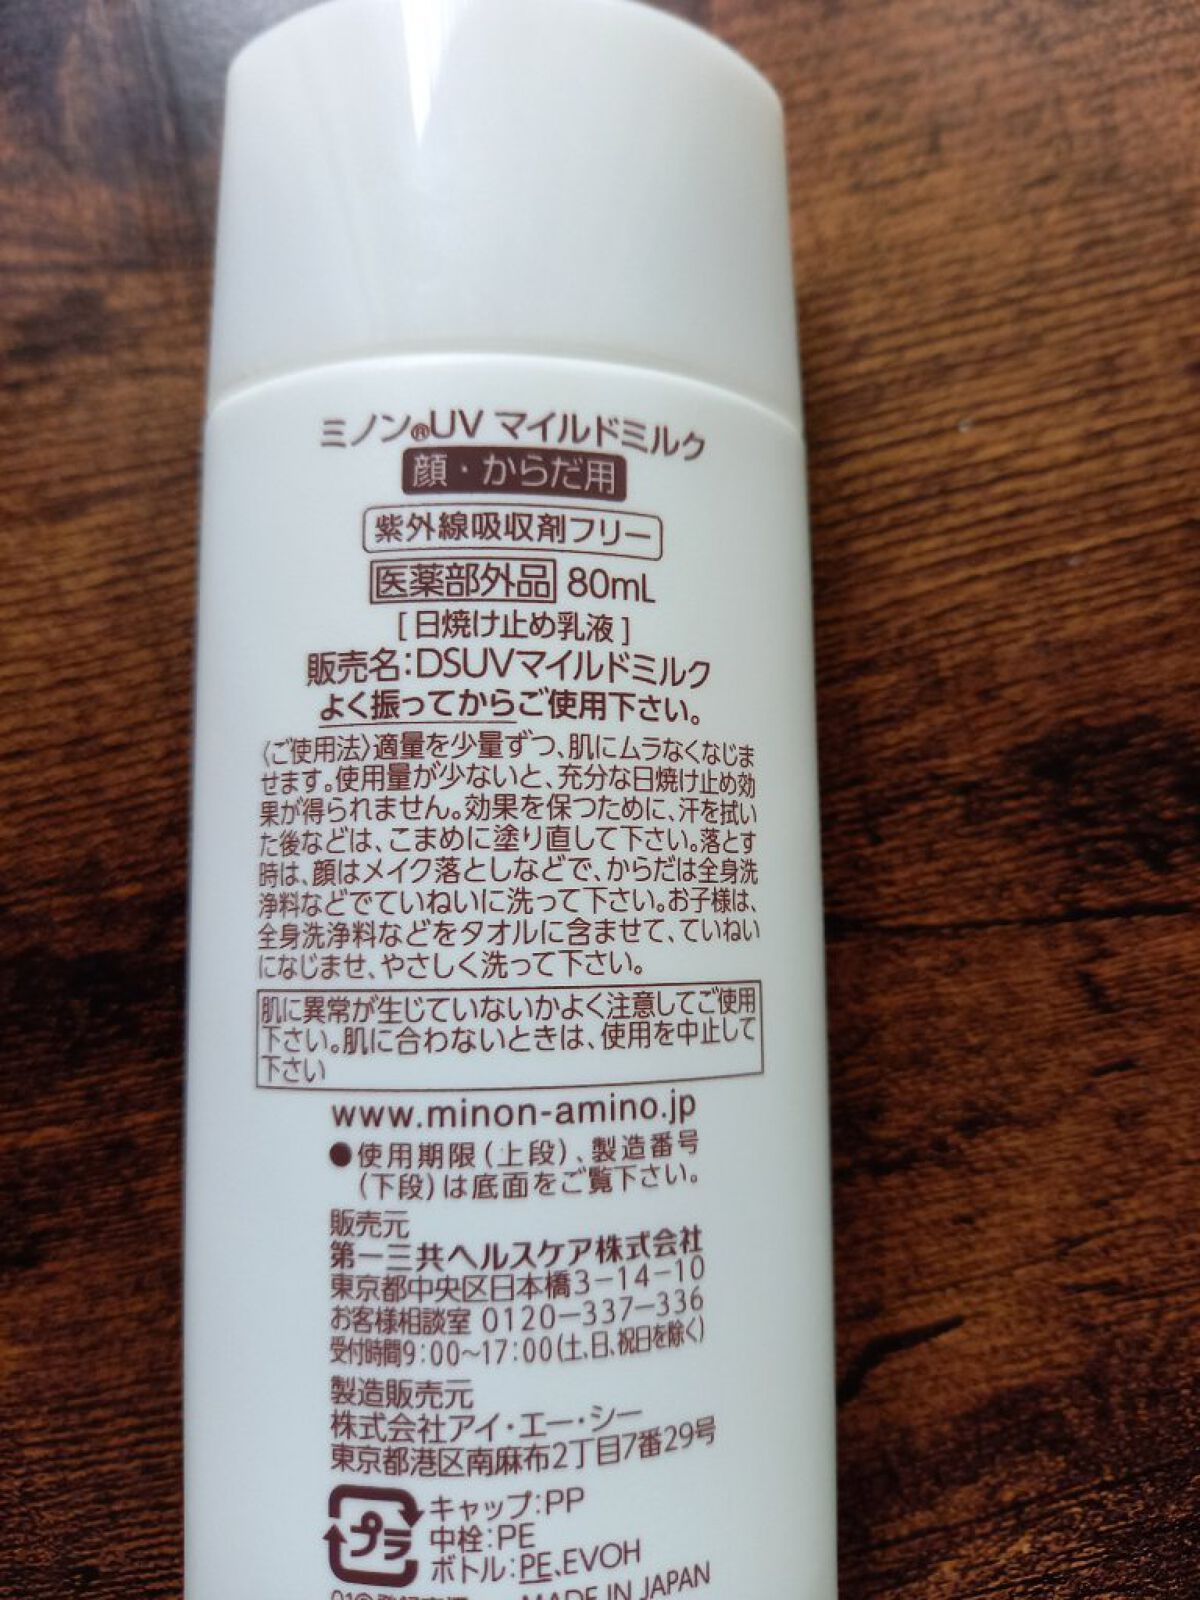 ミノン®UV マイルドミルク
顔・からだ用
紫外線吸収剤フリー
医薬部外品 80mL
[日焼け止め乳液]
販売名:DSUVマイルドミルク
よく振ってからご使用下さい。
〈ご使用法〉適量を少量ずつ、肌にムラなくなじま
せます。使用量が少ないと、充分な日焼け止め効
果が得られません。効果を保つために、汗を拭い
た後などは、こまめに塗り直して下さい。落とす
時は、顔はメイク落としなどで、からだは全身洗
浄料などでていねいに洗って下さい。お子様は、
全身洗浄料などをタオルに含ませて、ていねい
になじませ、やさしく洗って下さい。
肌に異常が生じていないかよく注意してご使用
下さい。肌に合わないときは、使用を中止して
下さい
www.minon-amino.jp
●使用期限(上段)、製造番号
(下段)は底面をご覧下さい。
販売元
第一三共ヘルスケア株式会社
東京都中央区日本橋3-14-10
お客様相談室 0120-337-336
受付時間9:00~17:00(土、日、祝日を除く)
製造販売元
株式会社アイ・エー・シー
東京都港区南麻布2丁目7番29号
プラ
キャップ:PP
中栓:PE
ボトル:PE、EVOH
MADE IN JAPAN